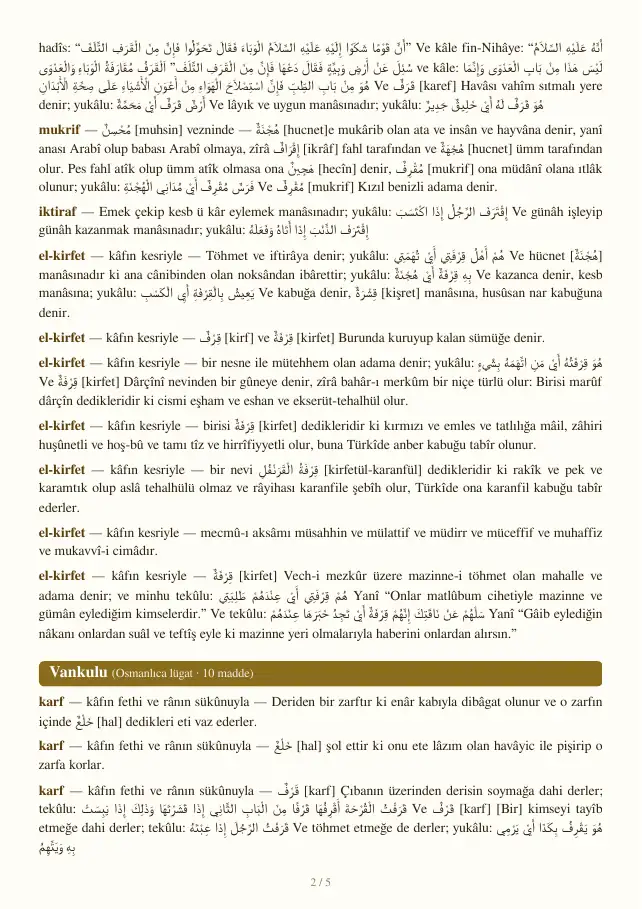 hadîs: “أَنَّ قَوْمًا شَكَوْا إِلَيْهِ عَلَيْهِ السَّلاَمُ الْوَبَاءَ فَقَالَ تَحَوَّلُوا فَإِنَّ مِنْ الْقَرَفِ التَّلَفَ” Ve kâle fin-Nihâye: “أَنَّهُ عَلَيْهِ السَّلاَمُ
سُئِلَ عَنْ أَرْضٍ وَبِيَّةٍ فَقَالَ دَعْهَا فَإِنَّ مِنْ الْقَرَفِ التَّلَفَ” اَلْقَرَفُ مُقَارَفَةُ الْوَبَاءِ وَالْعَدْوَى ve kâle: لَيْسَ هَذَا مِنْ بَابِ الْعَدْوَى وَإِنَّمَا
هُوَ مِنْ بَابِ الطِّبِّ فَإِنَّ اسْتِصْلاَحَ الْهَوَاءِ مِنْ أَعْوَنِ الْأَشْيَاءِ عَلَى صِحَّةِ الْأَبْدَانِ Ve قَرَفٌ [karef] Havâsı vahîm sıtmalı yere
denir; yukâlu: أَرْضٌ قَرَفٌ أَيْ مَحَمَّةٌ Ve lâyık ve uygun manâsınadır; yukâlu: هُوَ قَرَفٌ لَهُ أَيْ خَلِيقٌ جَدِيرٌ
mukrif — مُحْسِنٌ [muhsin] vezninde — هُجْنَةٌ [hucnet]e mukârib olan ata ve insân ve hayvâna denir, yanî
anası Arabî olup babası Arabî olmaya, zîrâ إِقْرَافٌ [ikrâf] fahl tarafından ve هُجْهَةٌ [hucnet] ümm tarafından
olur. Pes fahl atîk olup ümm atîk olmasa ona هَجِينٌ [hecîn] denir, مُقْرِفٌ [mukrif] ona müdânî olana ıtlâk
olunur; yukâlu: فَرَسٌ مُقْرِفٌ أَيْ مُدَانِي الْهُجْنَةِ Ve مُقْرِفٌ [mukrif] Kızıl benizli adama denir.
iktiraf — Emek çekip kesb ü kâr eylemek manâsınadır; yukâlu: إِقْتَرَفَ الرَّجُلُ إِذَا اكْتَسَبَ Ve günâh işleyip
günâh kazanmak manâsınadır; yukâlu: إِقْتَرَفَ الذَّنْبَ إِذَا أَتَاهُ وَفَعَلَهُ
el-kirfet — kâfın kesriyle — Töhmet ve iftirâya denir; yukâlu: هُمْ أَهْلُ قِرْفَتِي أَيْ تُهَمَتِي Ve hücnet [هُجْنَةٌ]
manâsınadır ki ana cânibinden olan noksândan ibârettir; yukâlu: بِهِ قِرْفَةٌ أَيْ هُجْنَةٌ Ve kazanca denir, kesb
manâsına; yukâlu: يَعِيشُ بِالْقِرْفَةِ أَيِ الْكَسْبِ Ve kabuğa denir, قِشْرَةٌ [kişret] manâsına, husûsan nar kabuğuna
denir.
el-kirfet — kâfın kesriyle — قِرْفٌ [kirf] ve قِرْفَةٌ [kirfet] Burunda kuruyup kalan sümüğe denir.
el-kirfet — kâfın kesriyle — bir nesne ile mütehhem olan adama denir; yukâlu: هُوَ قِرْفَتُهُ أَيْ مَنِ اتَّهَمَهُ بِشَيْءٍ
Ve قِرْفَةٌ [kirfet] Dârçînî nevinden bir gûneye denir, zîrâ bahâr-ı merkûm bir niçe türlü olur: Birisi marûf
dârçîn dedikleridir ki cismi eşham ve eshan ve ekserüt-tehalhül olur.
el-kirfet — kâfın kesriyle — birisi قِرْفَةٌ [kirfet] dedikleridir ki kırmızı ve emles ve tatlılığa mâil, zâhiri
huşûnetli ve hoş-bû ve tamı tîz ve hirrîfiyyetli olur, buna Türkîde anber kabuğu tabîr olunur.
el-kirfet — kâfın kesriyle — bir nevi قِرْفَةُ الْقَرَنْفُلِ [kirfetül-karanfül] dedikleridir ki rakîk ve pek ve
karamtık olup aslâ tehalhülü olmaz ve râyihası karanfile şebîh olur, Türkîde ona karanfil kabuğu tabîr
ederler.
el-kirfet — kâfın kesriyle — mecmû-ı aksâmı müsahhin ve mülattif ve müdirr ve müceffif ve muhaffiz
ve mukavvî-i cimâdır.
el-kirfet — kâfın kesriyle — قِرْفَةٌ [kirfet] Vech-i mezkûr üzere mazinne-i töhmet olan mahalle ve
adama denir; ve minhu tekûlu: هُمْ قِرْفَتِي أَيْ عِنْدَهُمْ طَلِبَتِي Yanî “Onlar matlûbum cihetiyle mazinne ve
gümân eylediğim kimselerdir.” Ve tekûlu: سَلْهُمْ عَنْ نَاقَتِكَ إِنَّهُمْ قِرْفَةٌ أَيْ تَجِدُ خَبَرَهَا عِنْدَهُمْ Yanî “Gâib eylediğin
nâkanı onlardan suâl ve teftîş eyle ki mazinne yeri olmalarıyla haberini onlardan alırsın.”
Vankulu (Osmanlıca lügat · 10 madde)
karf — kâfın fethi ve rânın sükûnuyla — Deriden bir zarftır ki enâr kabıyla dibâgat olunur ve o zarfın
içinde خَلْعٌ [hal] dedikleri eti vaz ederler.
karf — kâfın fethi ve rânın sükûnuyla — خَلْعٌ [hal] şol ettir ki onu ete lâzım olan havâyic ile pişirip o
zarfa korlar.
karf — kâfın fethi ve rânın sükûnuyla — قَرْفٌ [karf] Çıbanın üzerinden derisin soymağa dahi derler;
tekûlu: قَرَفْتُ الْقُرْحَةَ أَقْرِفُهَا قَرْفًا مِنْ الْبَابِ الثَّانِي إِذَا قَشَرْتَهَا وَذَلِكَ إِذَا يَبِسَتْ Ve قَرْفٌ [karf] [Bir] kimseyi tayîb
etmeğe dahi derler; tekûlu: قَرَفْتُ الرَّجُلَ إِذَا عِبْتَهُ Ve töhmet etmeğe de derler; yukâlu: هُوَ يَقْرِفُ بِكَذَا أَيْ يَرْمِي
بِهِ وَيَتَّهِمُ
2 / 5